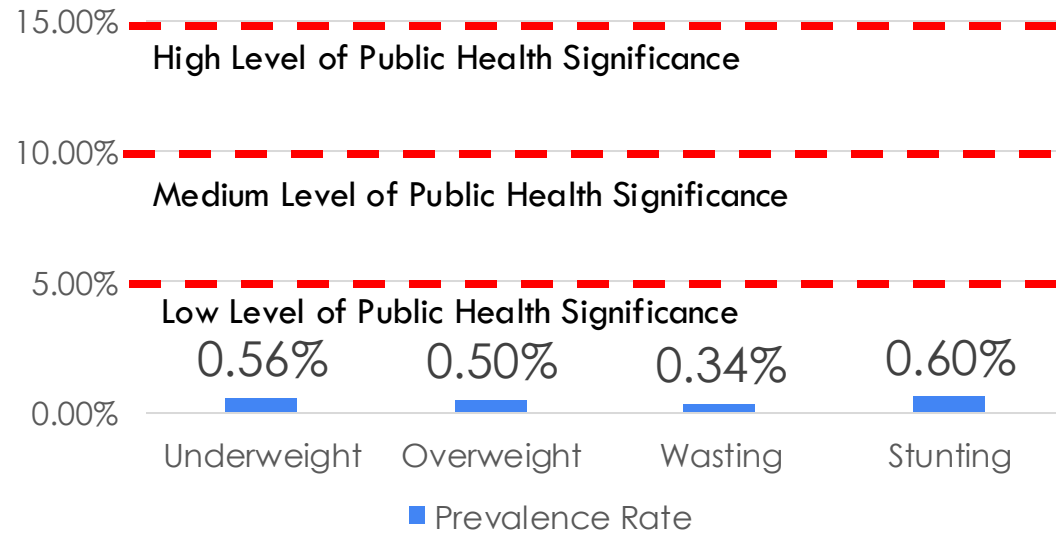 15.00%
High Level of Public Health Significance
10.00%
Medium Level of Public Health Significance
5.00%
Low Level of Public Health Significance
0.56% 0.50% 0.34% 0.60%
0.00%
Underweight Overweight Wasting Stunting
Prevalence Rate